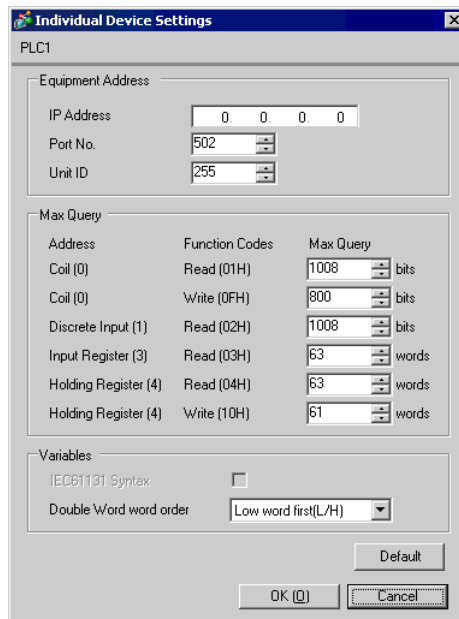 Individual Device Settings
PLC1
Equipment Address
IP Address 0. 0. 0. 0
Port No. 502
Unit ID 255
Max Query
Address Function Codes Max Query
Coil (0) Read (01H) 1008 bits
Coil (0) Write (0FH) 800 bits
Discrete Input (1) Read (02H) 1008 bits
Input Register (3) Read (03H) 63 words
Holding Register (4) Read (04H) 63 words
Holding Register (4) Write (10H) 61 words
Variables
IEC61131 Syntax
Double Word word order Low word first(L/H)
Default
OK (O) Cancel